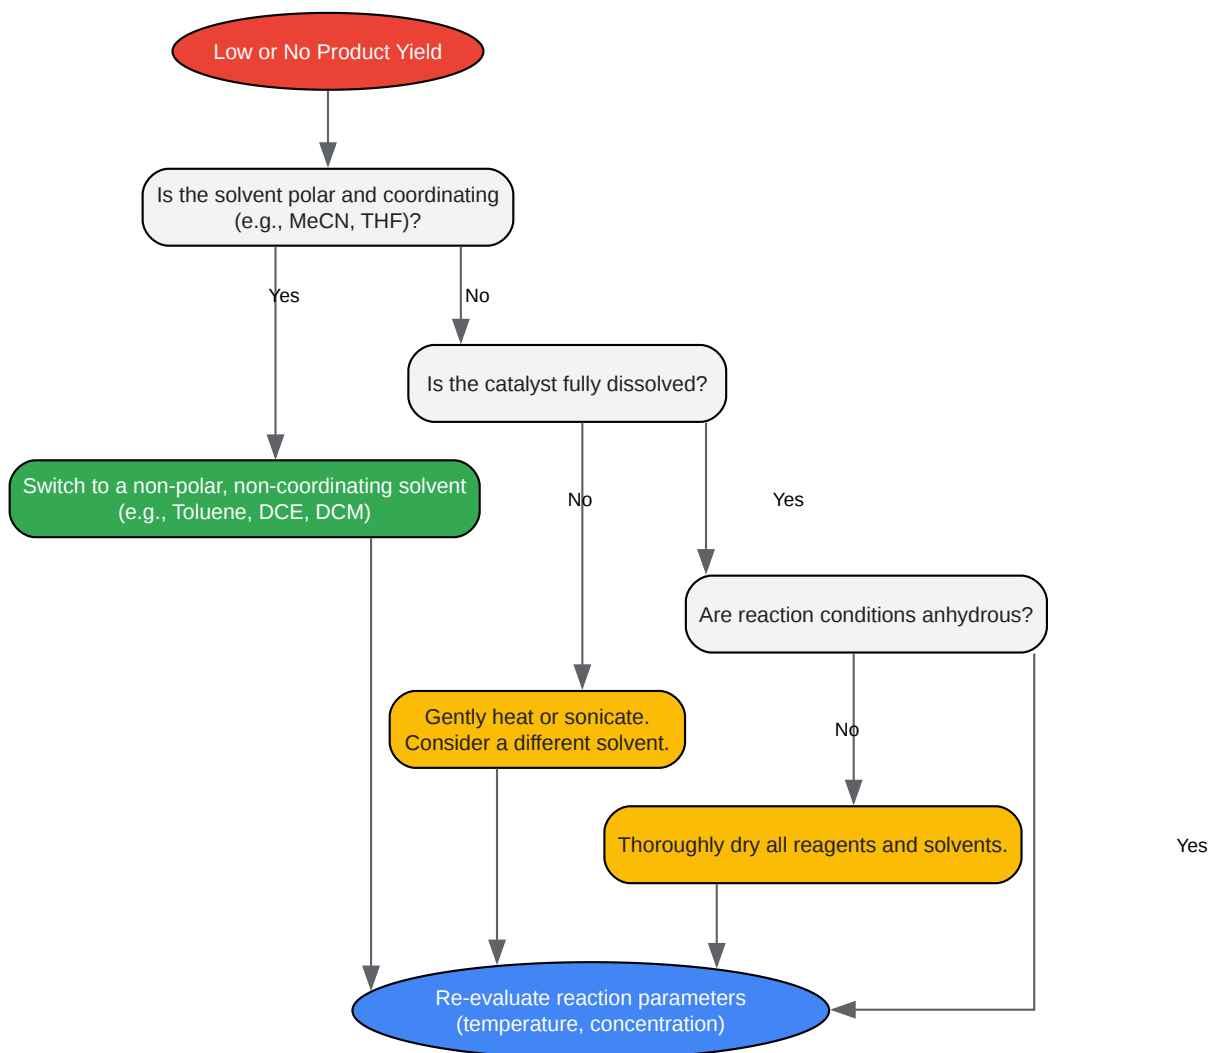 Low or No Product Yield
Is the solvent polar and coordinating
(e.g., MeCN, THF)?
Yes
No
Is the catalyst fully dissolved?
Switch to a non-polar, non-coordinating solvent
(e.g., Toluene, DCE, DCM)
No
Yes
Are reaction conditions anhydrous?
Gently heat or sonicate.
Consider a different solvent.
No
Thoroughly dry all reagents and solvents.
Yes
Re-evaluate reaction parameters
(temperature, concentration)